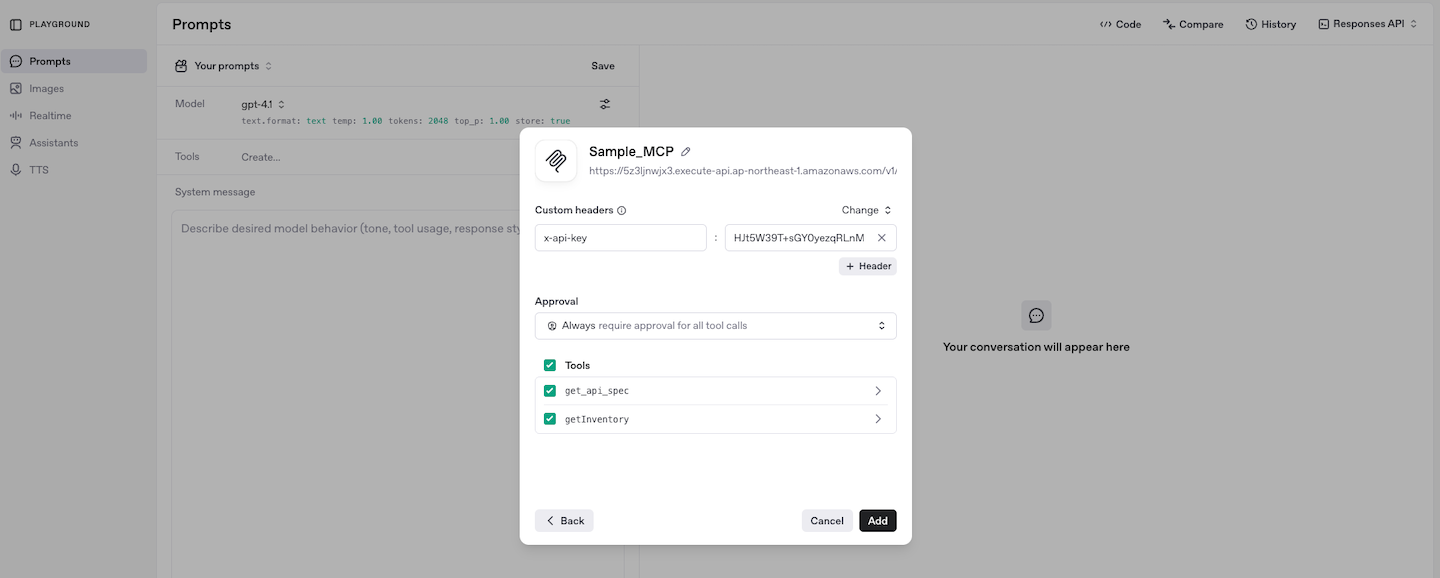 PLAYGROUND
Prompts
Images
Realtime
Assistants
TTS
Prompts
Code
Compare
History
Responses API
Your prompts
Save
Model
gpt-4.1
text.format: text temp: 1.00 tokens: 2048 top_p: 1.00 store: true
Tools
Create...
System message
Describe desired model behavior (tone, tool usage, response sty
Sample_MCP
https://5z3ljnwjx3.execute-api.ap-northeast-1.amazonaws.com/v1/
Custom headers
Change
x-api-key : HJt5W39T+sGY0yezqRLnM
+ Header
Approval
Always require approval for all tool calls
Tools
get_api_spec
getInventory
Back
Cancel
Add
Your conversation will appear here